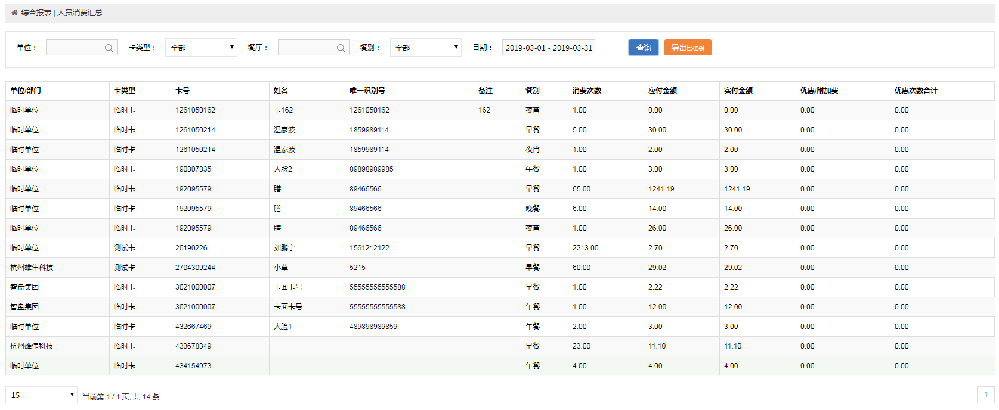 综合报表 | 人员消费汇总
单位： 卡类型： 全部 餐厅： 餐别： 全部 日期： 2019-03-01 - 2019-03-31 查询 导出Excel
单位/部门 卡类型 卡号 姓名 唯一识别号 备注 餐别 消费次数 应付金额 实付金额 优惠/附加费 优惠次数合计
临时单位 临时卡 1261050162 卡162 1261050162 162 夜宵 1.00 0.00 0.00 0.00 0.00
临时单位 临时卡 1261050214 温家波 1859989114 早餐 5.00 30.00 30.00 0.00 0.00
临时单位 临时卡 1261050214 温家波 1859989114 夜宵 1.00 2.00 2.00 0.00 0.00
临时单位 临时卡 190807835 人脸2 89898989985 午餐 1.00 3.00 3.00 0.00 0.00
临时单位 临时卡 192095579 腊 89466566 早餐 65.00 1241.19 1241.19 0.00 0.00
临时单位 临时卡 192095579 腊 89466566 晚餐 6.00 14.00 14.00 0.00 0.00
临时单位 临时卡 192095579 腊 89466566 夜宵 1.00 26.00 26.00 0.00 0.00
临时单位 测试卡 20190226 刘鹏宇 1561212122 早餐 2213.00 2.70 2.70 0.00 0.00
杭州雄伟科技 测试卡 2704309244 小草 5215 早餐 60.00 29.02 29.02 0.00 0.00
智盘集团 临时卡 3021000007 卡面卡号 55555555555588 早餐 1.00 2.22 2.22 0.00 0.00
智盘集团 临时卡 3021000007 卡面卡号 55555555555588 午餐 1.00 12.00 12.00 0.00 0.00
临时单位 临时卡 432667469 人脸1 489898989859 午餐 2.00 3.00 3.00 0.00 0.00
杭州雄伟科技 临时卡 433678349 早餐 23.00 11.10 11.10 0.00 0.00
临时单位 临时卡 434154973 午餐 4.00 4.00 4.00 0.00 0.00
15 当前第 1 / 1 页, 共 14 条 1